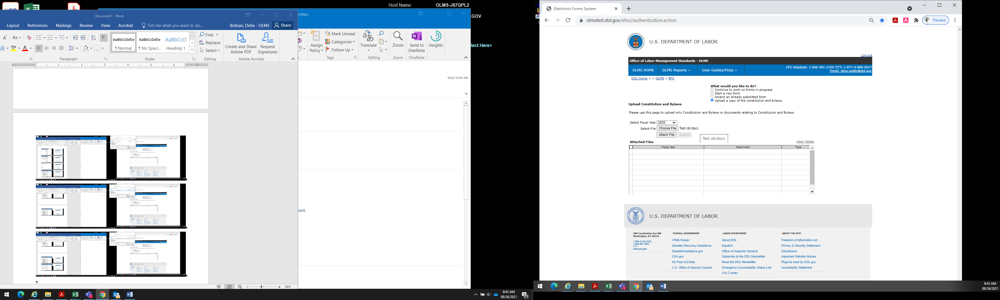 Host Name:
OLMS-J87QPL2
Document1 - Word
HTML)
.GOV
Layout References Mailings Review View Acrobat Tell me what you want to do... Bobian, Della - OLMS Share
AaBbCcDdEe AaBbCcDdEe AaBbCcD
¶ Normal ¶ No Spaci... Heading 1
Find
Replace
Select
Create and Share Adobe PDF
Request Signatures
Paragraph Styles Editing Adobe Acrobat
Assign Policy
Mark Unread
Categorize
Follow Up
Translate
Zoom
Send to OneNote
Insights
Tags Editing Zoom OneNote
lect Here>
Wed 10:44 AM
ount.
86%
8:45 AM
08/26/2021
23
Electronic Forms System
olmstest.dol.gov/efsui/authentication.action
Paused
U.S. DEPARTMENT OF LABOR
Log out
Office of Labor-Management Standards - OLMS
OLMS HOME OLMS Reports User Guides/FAQs
EFS Helpdesk: 1-866-401-1109 |TTY: 1-877-4-889-5627
Email: olms-public@dol.gov
DOL Home > > OLMS > EFS
What would you like to do?
Continue to work on forms in progress
Start a new form
Amend an already submitted form
Upload a copy of the constitution and bylaws
Upload Constitution and Bylaws
Please use this page to upload only Constitution and Bylaws or documents relating to Constitution and Bylaws
Select Fiscal Year 2020
Select File Choose File Test cbl.docx
Attach File Submit
Test cbl.docx
Attached Files Open Delete
Fiscal Year Attachment Type
U.S. DEPARTMENT OF LABOR
200 Constitution Ave NW
Washington, DC 20210
1-866-4-USA-DOL
1-866-487-2365
TTY
www.dol.gov
FEDERAL GOVERNMENT
White House
Disaster Recovery Assistance
DisasterAssistance.gov
USA.gov
No Fear Act Data
U.S. Office of Special Counsel
LABOR DEPARTMENT
About DOL
Español
Office of Inspector General
Subscribe to the DOL Newsletter
Read the DOL Newsletter
Emergency Accountability Status Link
A to Z Index
ABOUT THE SITE
Freedom of Information Act
Privacy & Security Statement
Disclaimers
Important Website Notices
Plug-ins used by DOL.gov
Accessibility Statement
8:45 AM
08/26/2021